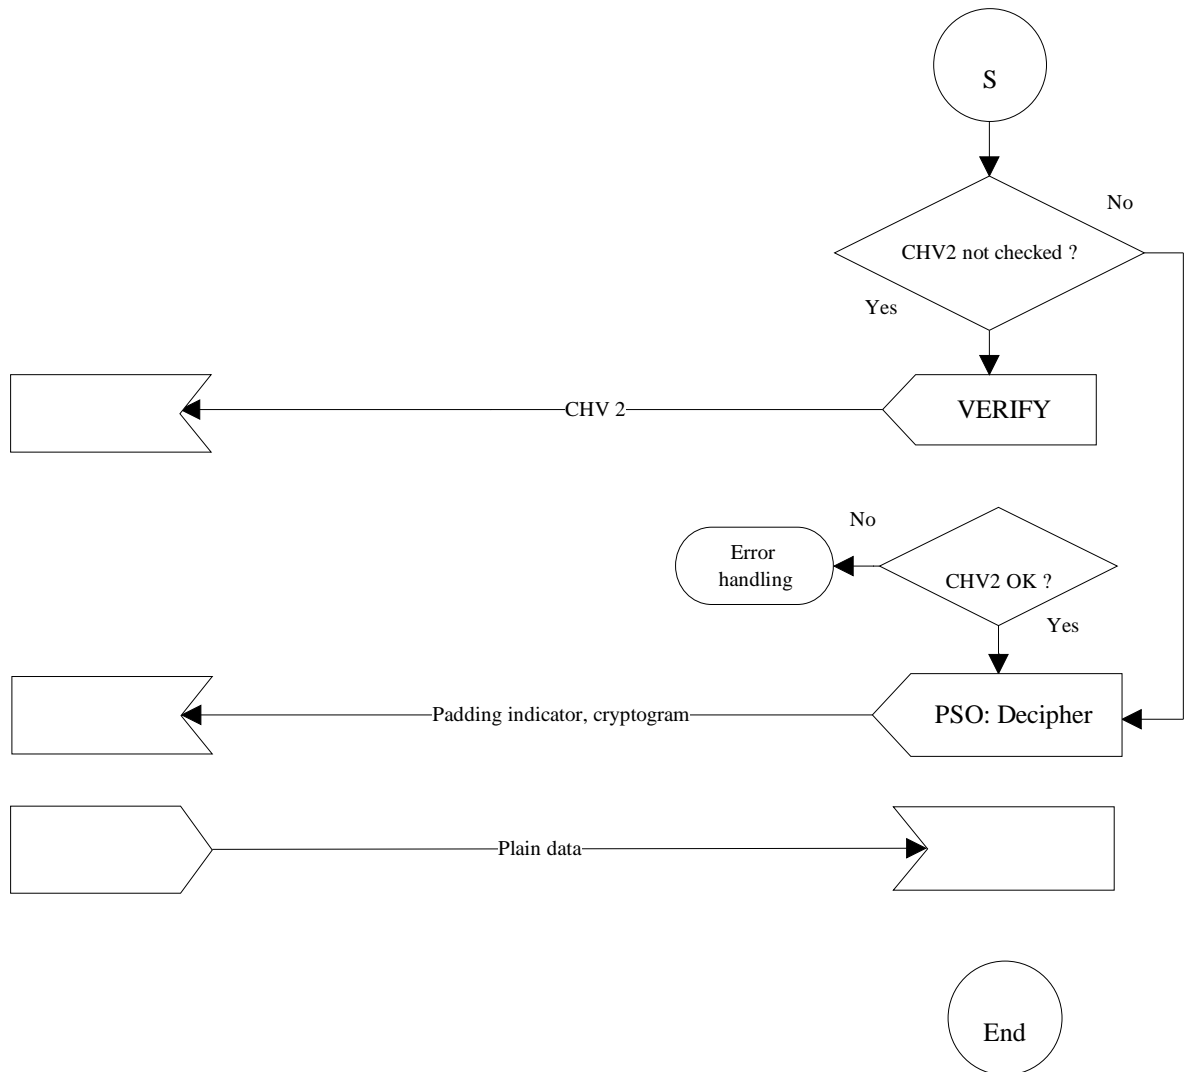 S
No
CHV2 not checked ?
Yes
CHV 2
VERIFY
No
Error
handling
CHV2 OK ?
Yes
Padding indicator, cryptogram
PSO: Decipher
Plain data
End